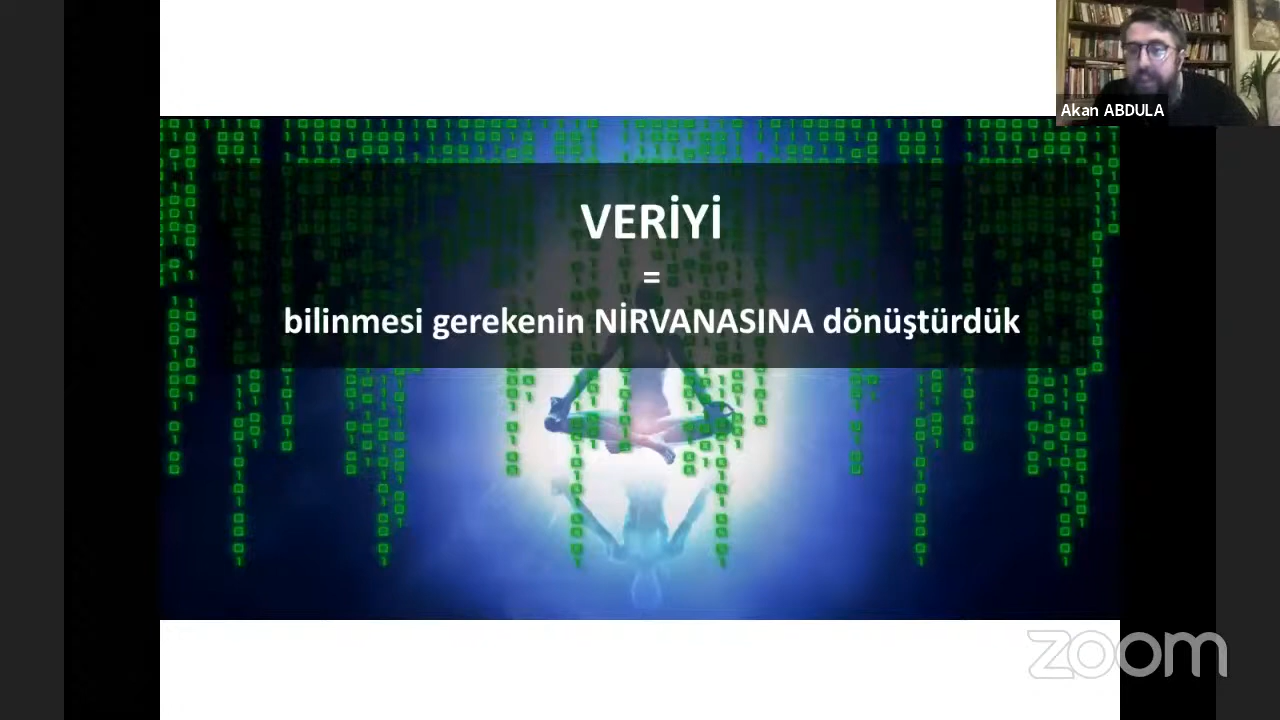 Akan ABDULA
VERİYİ
=
bilinmesi gerekenin NİRVANASINA dönüştürdük
zoom